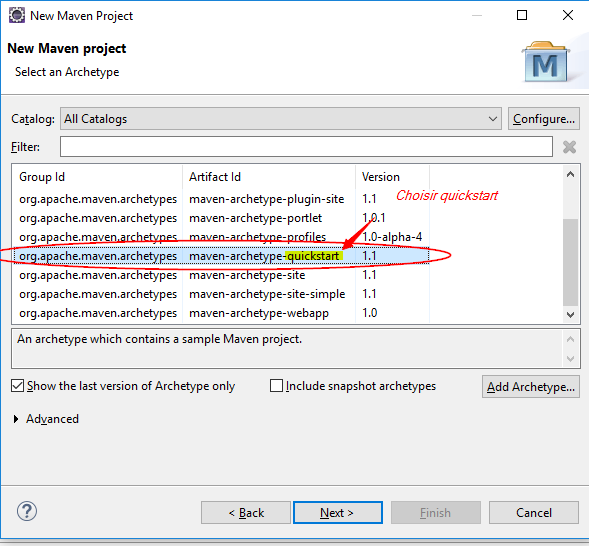 New Maven Project
New Maven project
Select an Archetype
Catalog: All Catalogs Configure...
Filter:
Group Id Artifact Id Version
org.apache.maven.archetypes maven-archetype-plugin-site 1.1
Choisir quickstart
org.apache.maven.archetypes maven-archetype-portlet 1.0.1
org.apache.maven.archetypes maven-archetype-profiles 1.0-alpha-4
org.apache.maven.archetypes maven-archetype-quickstart 1.1
org.apache.maven.archetypes maven-archetype-site 1.1
org.apache.maven.archetypes maven-archetype-site-simple 1.1
org.apache.maven.archetypes maven-archetype-webapp 1.0
An archetype which contains a sample Maven project.
Show the last version of Archetype only Include snapshot archetypes Add Archetype...
Advanced
? < Back Next > Finish Cancel